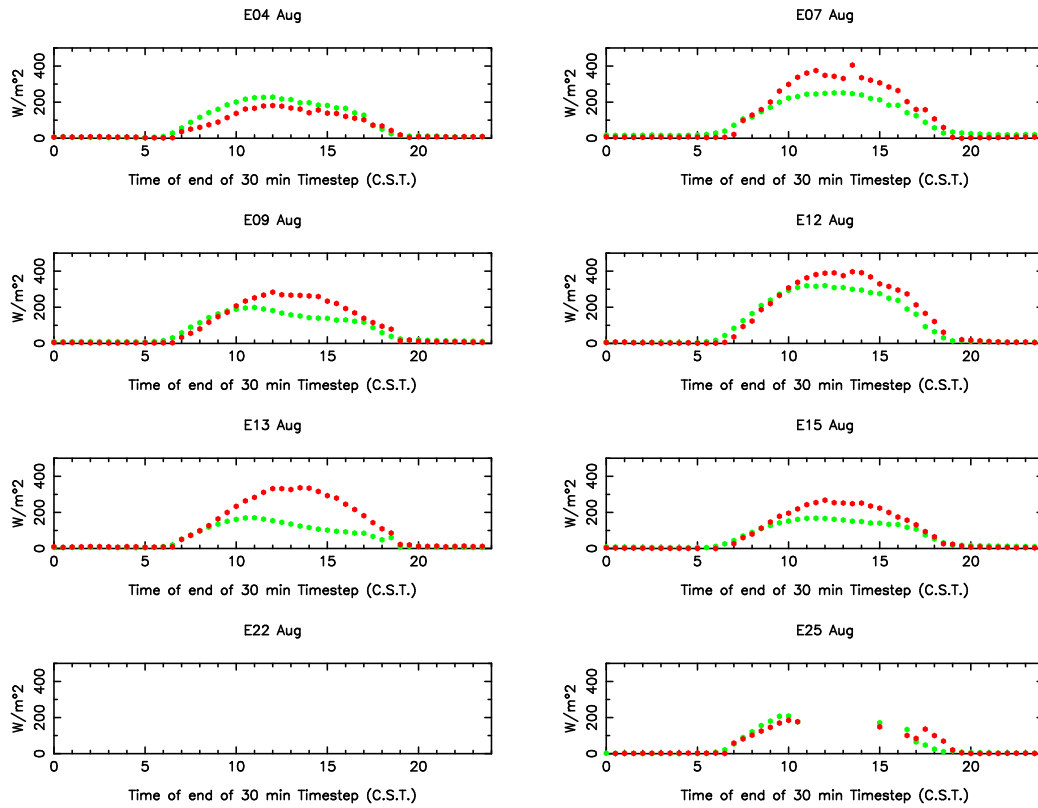 E04 Aug
W/m°2
400
200
0
0 5 10 15 20
Time of end of 30 min Timestep (C.S.T.)
E07 Aug
W/m°2
400
200
0
0 5 10 15 20
Time of end of 30 min Timestep (C.S.T.)
E09 Aug
W/m°2
400
200
0
0 5 10 15 20
Time of end of 30 min Timestep (C.S.T.)
E12 Aug
W/m°2
400
200
0
0 5 10 15 20
Time of end of 30 min Timestep (C.S.T.)
E13 Aug
W/m°2
400
200
0
0 5 10 15 20
Time of end of 30 min Timestep (C.S.T.)
E15 Aug
W/m°2
400
200
0
0 5 10 15 20
Time of end of 30 min Timestep (C.S.T.)
E22 Aug
W/m°2
400
200
0
0 5 10 15 20
Time of end of 30 min Timestep (C.S.T.)
E25 Aug
W/m°2
400
200
0
0 5 10 15 20
Time of end of 30 min Timestep (C.S.T.)